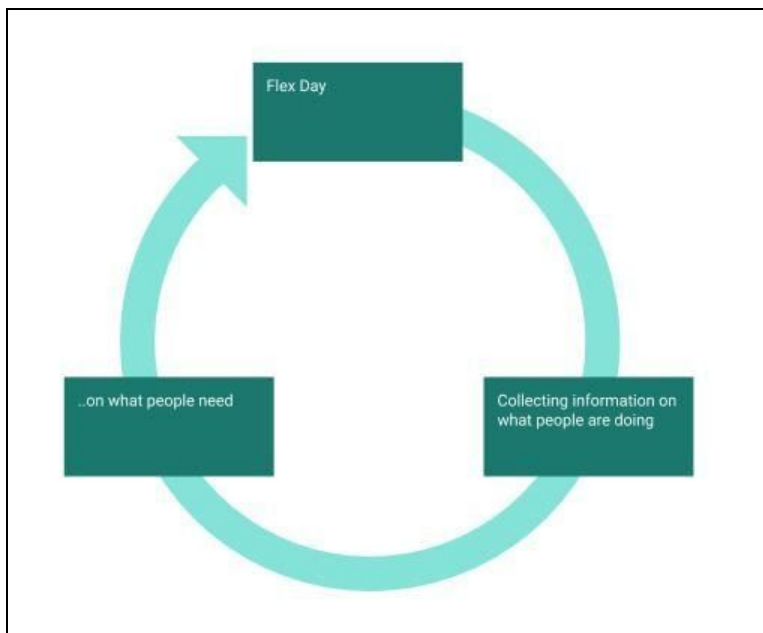 Flex Day
Collecting information on
what people are doing
..on what people need